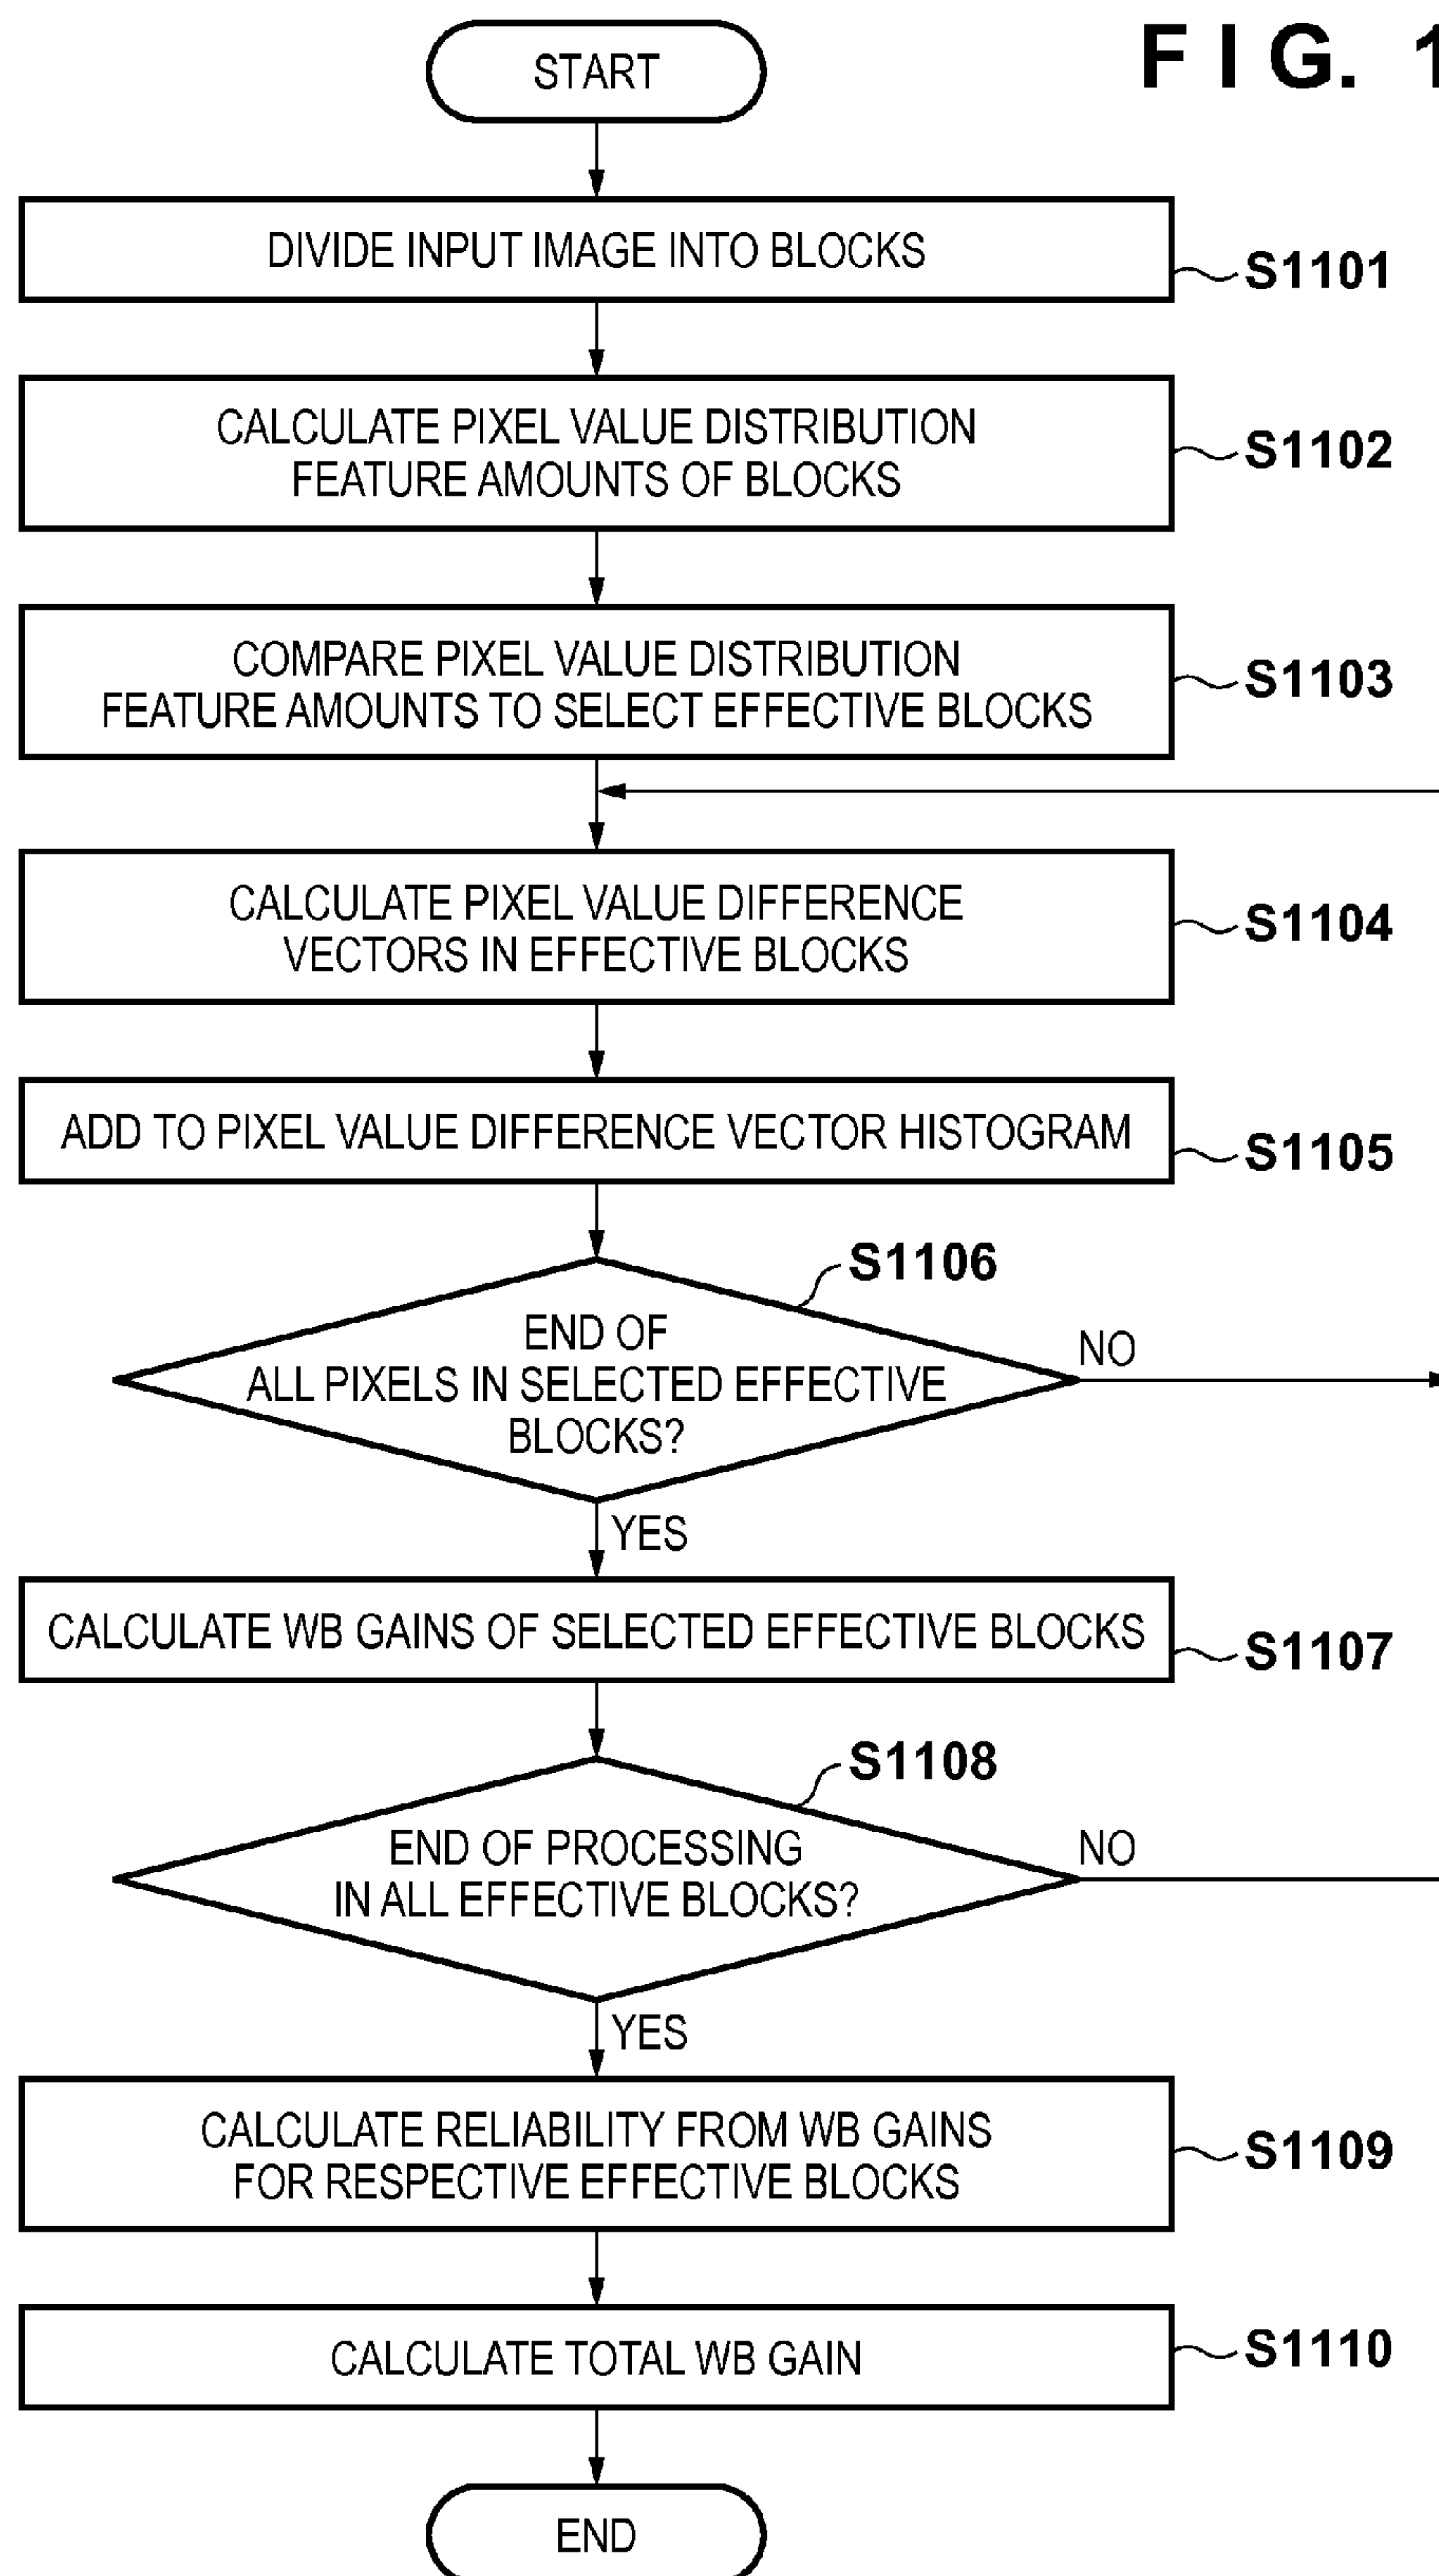 FIG. 1
START
DIVIDE INPUT IMAGE INTO BLOCKS
S1101
CALCULATE PIXEL VALUE DISTRIBUTION
FEATURE AMOUNTS OF BLOCKS
S1102
COMPARE PIXEL VALUE DISTRIBUTION
FEATURE AMOUNTS TO SELECT EFFECTIVE BLOCKS
S1103
CALCULATE PIXEL VALUE DIFFERENCE
VECTORS IN EFFECTIVE BLOCKS
S1104
ADD TO PIXEL VALUE DIFFERENCE VECTOR HISTOGRAM
S1105
S1106
END OF
ALL PIXELS IN SELECTED EFFECTIVE
BLOCKS?
NO
YES
CALCULATE WB GAINS OF SELECTED EFFECTIVE BLOCKS
S1107
S1108
END OF PROCESSING
IN ALL EFFECTIVE BLOCKS?
NO
YES
CALCULATE RELIABILITY FROM WB GAINS
FOR RESPECTIVE EFFECTIVE BLOCKS
S1109
CALCULATE TOTAL WB GAIN
S1110
END